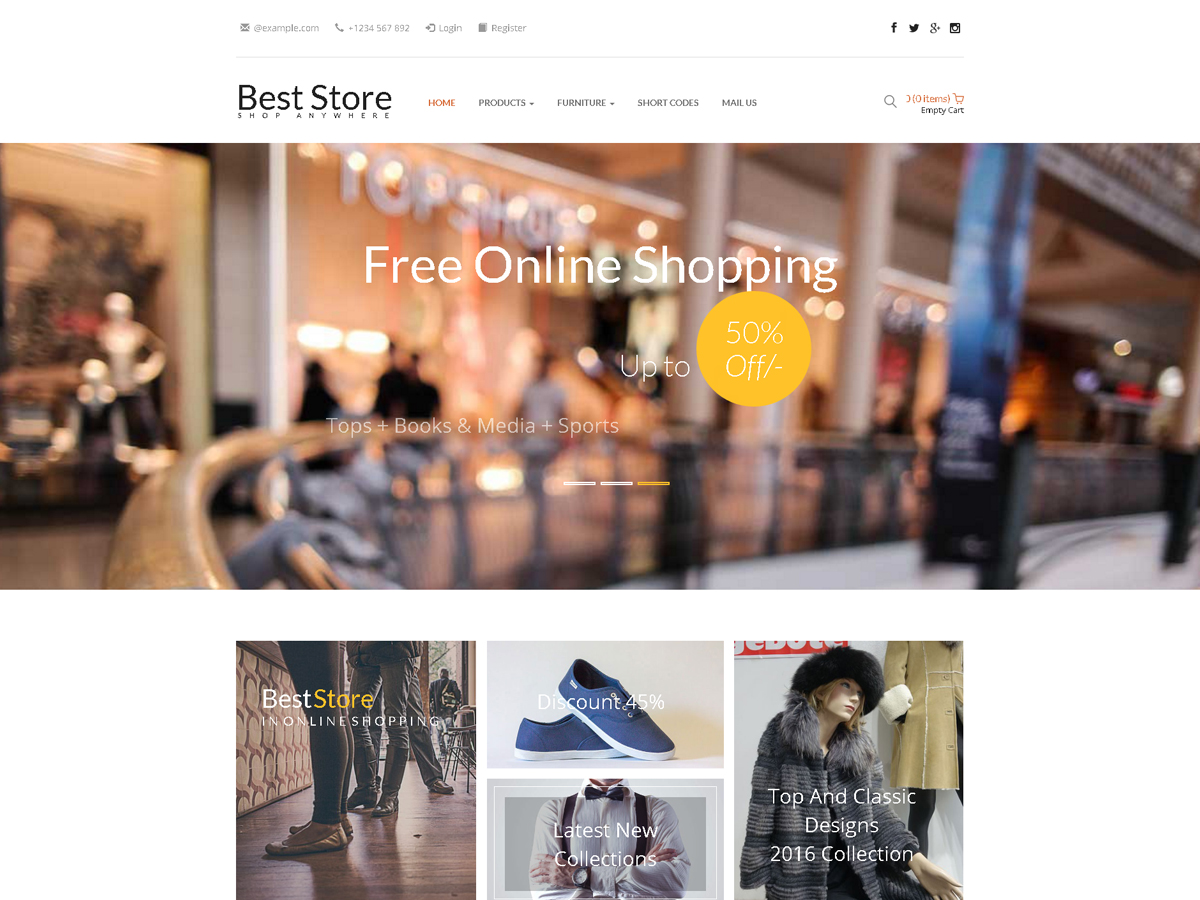 @example.com +1234 567 892 Login Register
Best Store
SHOP ANYWHERE
HOME PRODUCTS FURNITURE SHORT CODES MAIL US
0 (0 items)
Empty Cart
TOPSHOP
Free Online Shopping
Up to
50%
Off/-
Tops + Books & Media + Sports
BestStore
IN ONLINE SHOPPING
Discount 45%
Latest New
Collections
Top And Classic
Designs
2016 Collection